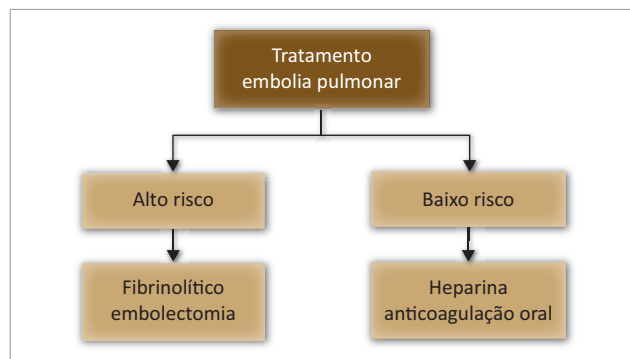 Tratamento
embolia pulmonar
Alto risco
Baixo risco
Fibrinolítico
embolectomia
Heparina
anticoagulação oral